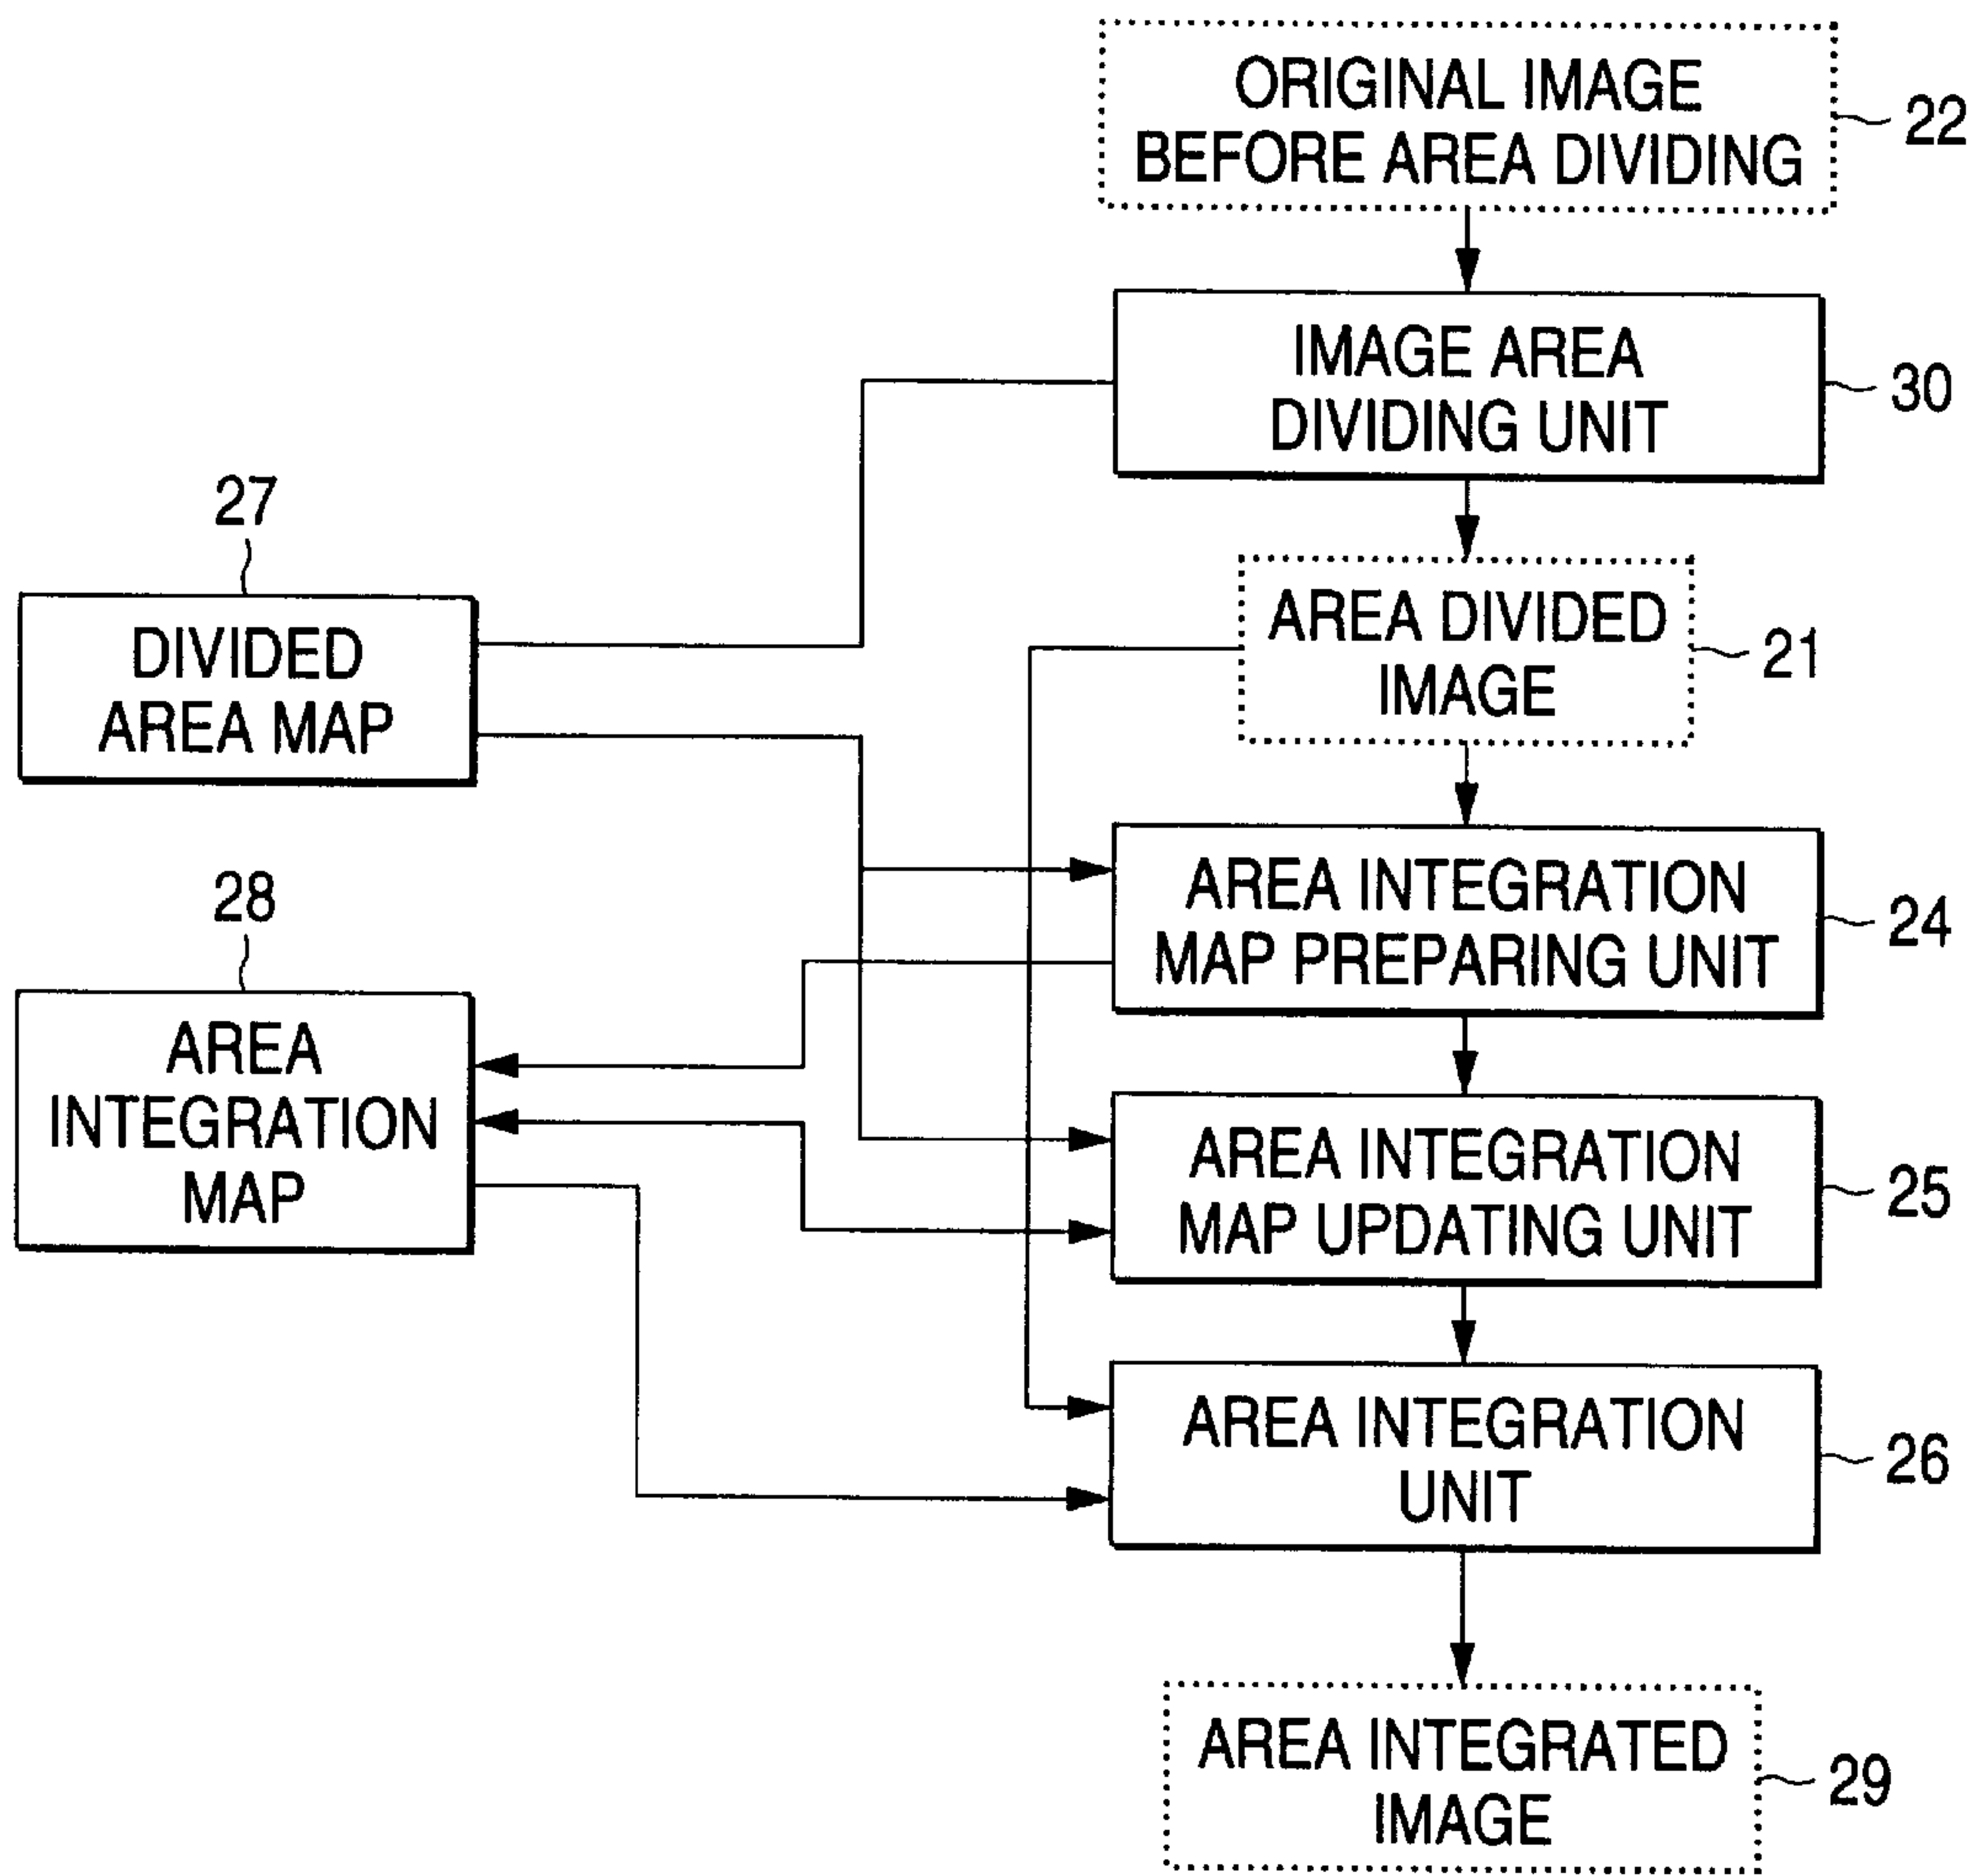 ORIGINAL IMAGE
BEFORE AREA DIVIDING
22
IMAGE AREA
DIVIDING UNIT
30
27
DIVIDED
AREA MAP
AREA DIVIDED
IMAGE
21
28
AREA
INTEGRATION
MAP
AREA INTEGRATION
MAP PREPARING UNIT
24
AREA INTEGRATION
MAP UPDATING UNIT
25
AREA INTEGRATION
UNIT
26
AREA INTEGRATED
IMAGE
29